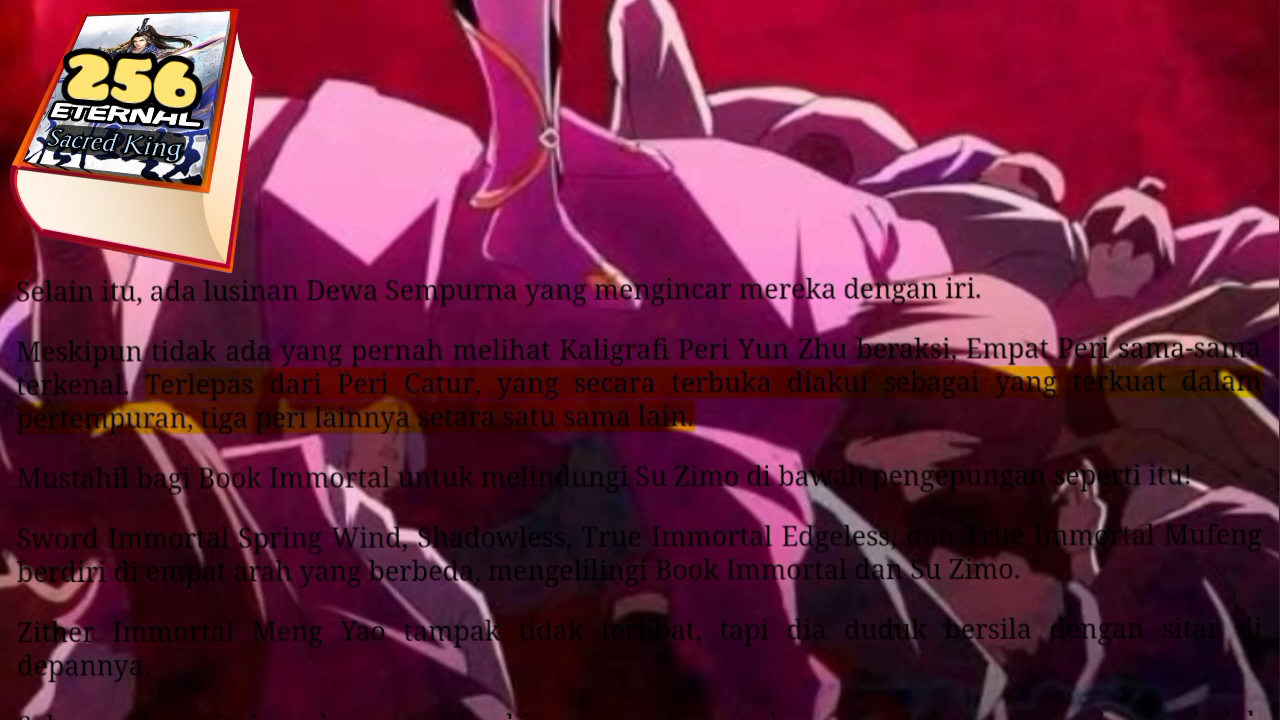 256
ETERNAL
Sacred King
Selain itu, ada lusinan Dewa Sempurna yang mengincar mereka dengan iri.
Meskipun tidak ada yang pernah melihat Kaligrafi Peri Yun Zhu beraksi, Empat Peri sama-sama
terkenal. Terlepas dari Peri Catur, yang secara terbuka diakui sebagai yang terkuat dalam
pertempuran, tiga peri lainnya setara satu sama lain.
Mustahil bagi Book Immortal untuk melindungi Su Zimo di bawah pengepungan seperti itu!
Sword Immortal Spring Wind, Shadowless, True Immortal Edgeless, dan True Immortal Mufeng
berdiri di empat arah yang berbeda, mengelilingi Book Immortal dan Su Zimo.
Zither Immortal Meng Yao tampak tidak terlibat, tapi dia duduk bersila dengan sitar di
depannya.